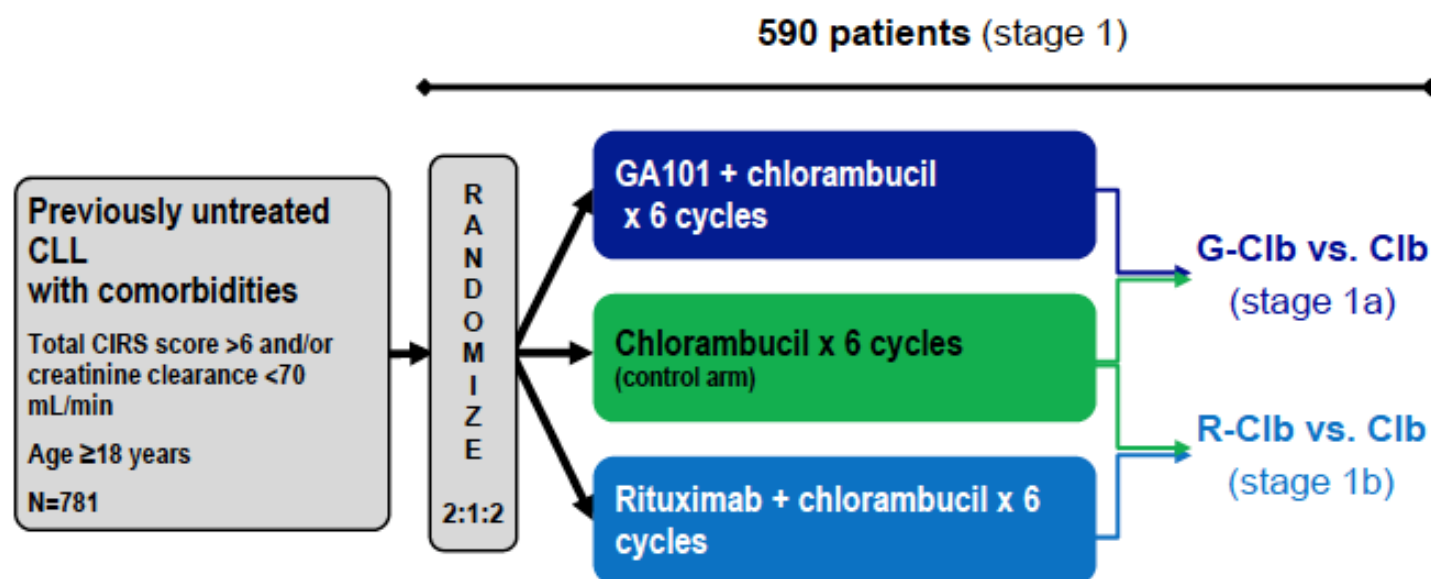 590 patients (stage 1)
Previously untreated
CLL
with comorbidities
Total CIRS score >6 and/or
creatinine clearance <70
mL/min
Age ≥18 years
N=781
R
A
N
D
O
M
I
Z
E
2:1:2
GA101 + chlorambucil
x 6 cycles
Chlorambucil x 6 cycles
(control arm)
Rituximab + chlorambucil x 6
cycles
G-Clb vs. Clb
(stage 1a)
R-Clb vs. Clb
(stage 1b)